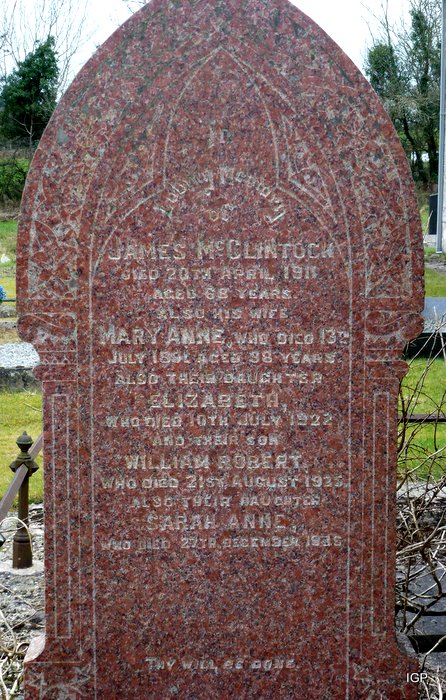 In Loving Memory
OF
JAMES McCLINTOCK
DIED 20TH APRIL, 1911
AGED 68 YEARS.
ALSO HIS WIFE
MARY ANNE, WHO DIED 13TH
JULY 1891 AGED 38 YEARS.
ALSO THEIR DAUGHTER
ELIZABETH,
WHO DIED 10TH JULY 1922
AND THEIR SON
WILLIAM ROBERT,
WHO DIED 21ST AUGUST 1935.
ALSO THEIR DAUGHTER
SARAH ANNE,
WHO DIED 27TH DECEMBER 1936
THY WILL BE DONE.
IGP